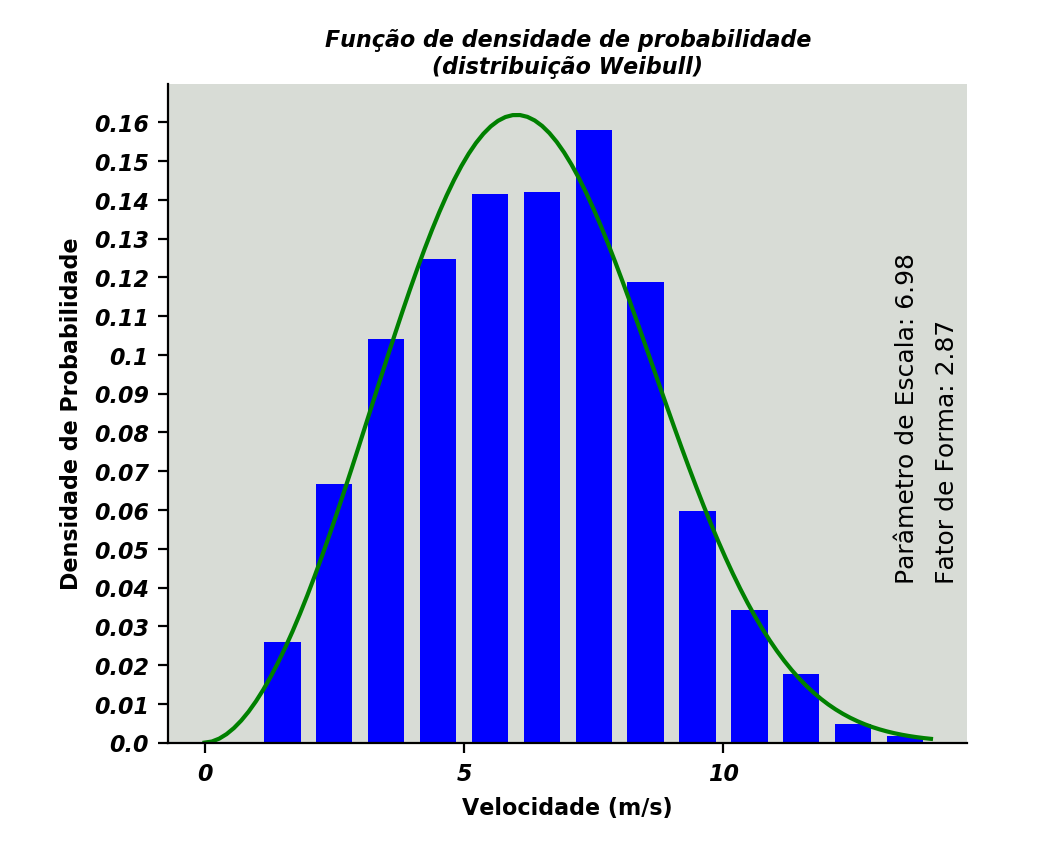 Função de densidade de probabilidade
(distribuição Weibull)
Densidade de Probabilidade
0.16
0.15
0.14
0.13
0.12
0.11
0.1
0.09
0.08
0.07
0.06
0.05
0.04
0.03
0.02
0.01
0.0
Parâmetro de Escala: 6.98
Fator de Forma: 2.87
0 5 10
Velocidade (m/s)